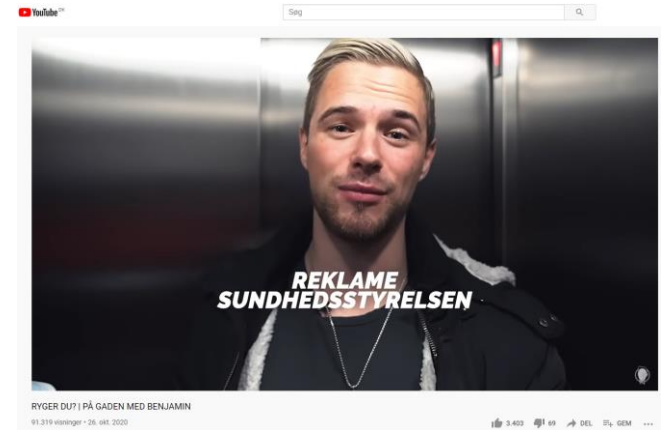 YouTube DK
Søg
REKLAME
SUNDHEDSSTYRELSEN
RYGER DU? | PÅ GADEN MED BENJAMIN
91.319 visninger • 26. okt. 2020
3.403 69 DEL GEM